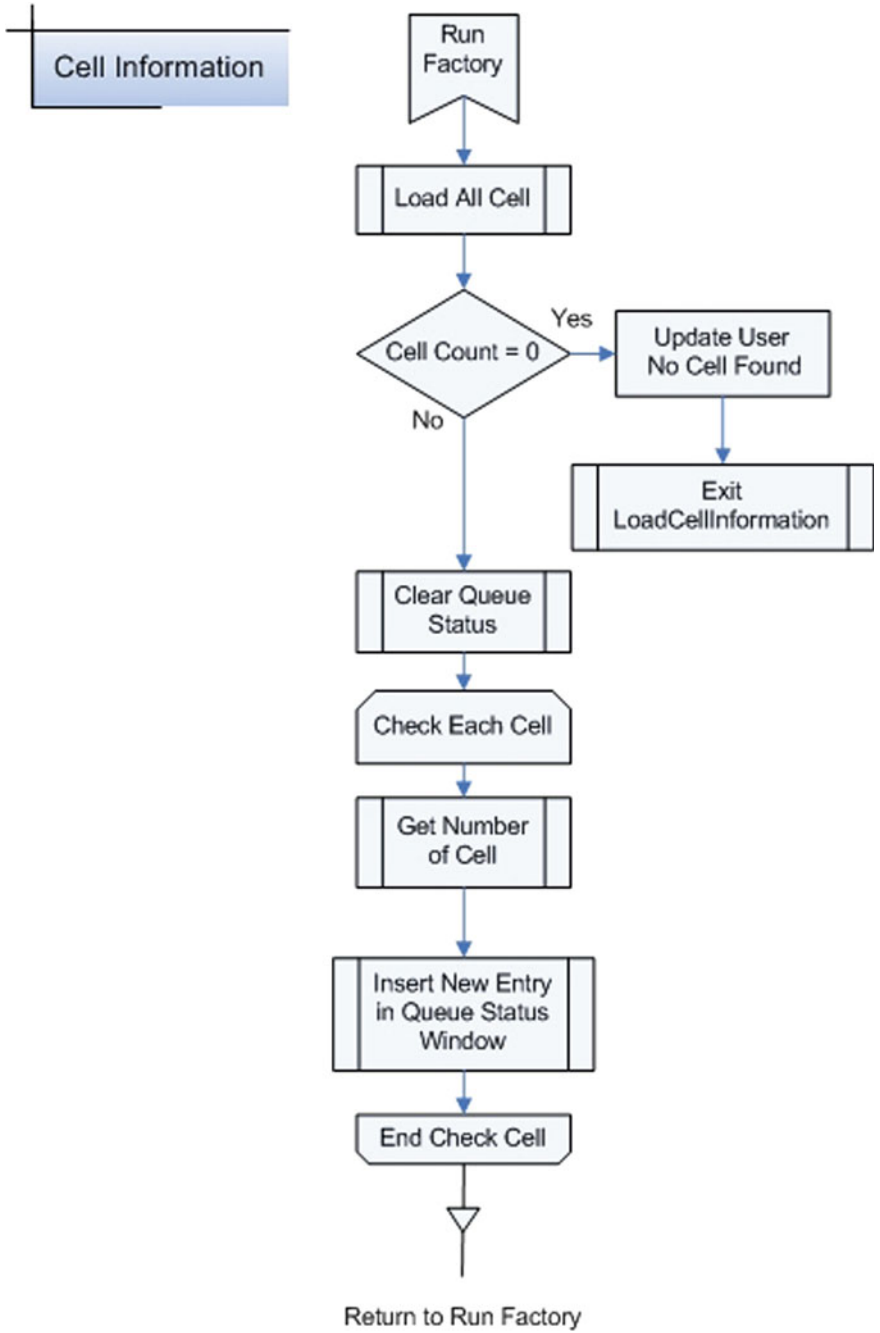 Cell Information
Run
Factory
Load All Cell
Cell Count = 0
Yes
Update User
No Cell Found
No
Exit
LoadCellInformation
Clear Queue
Status
Check Each Cell
Get Number
of Cell
Insert New Entry
in Queue Status
Window
End Check Cell
Return to Run Factory